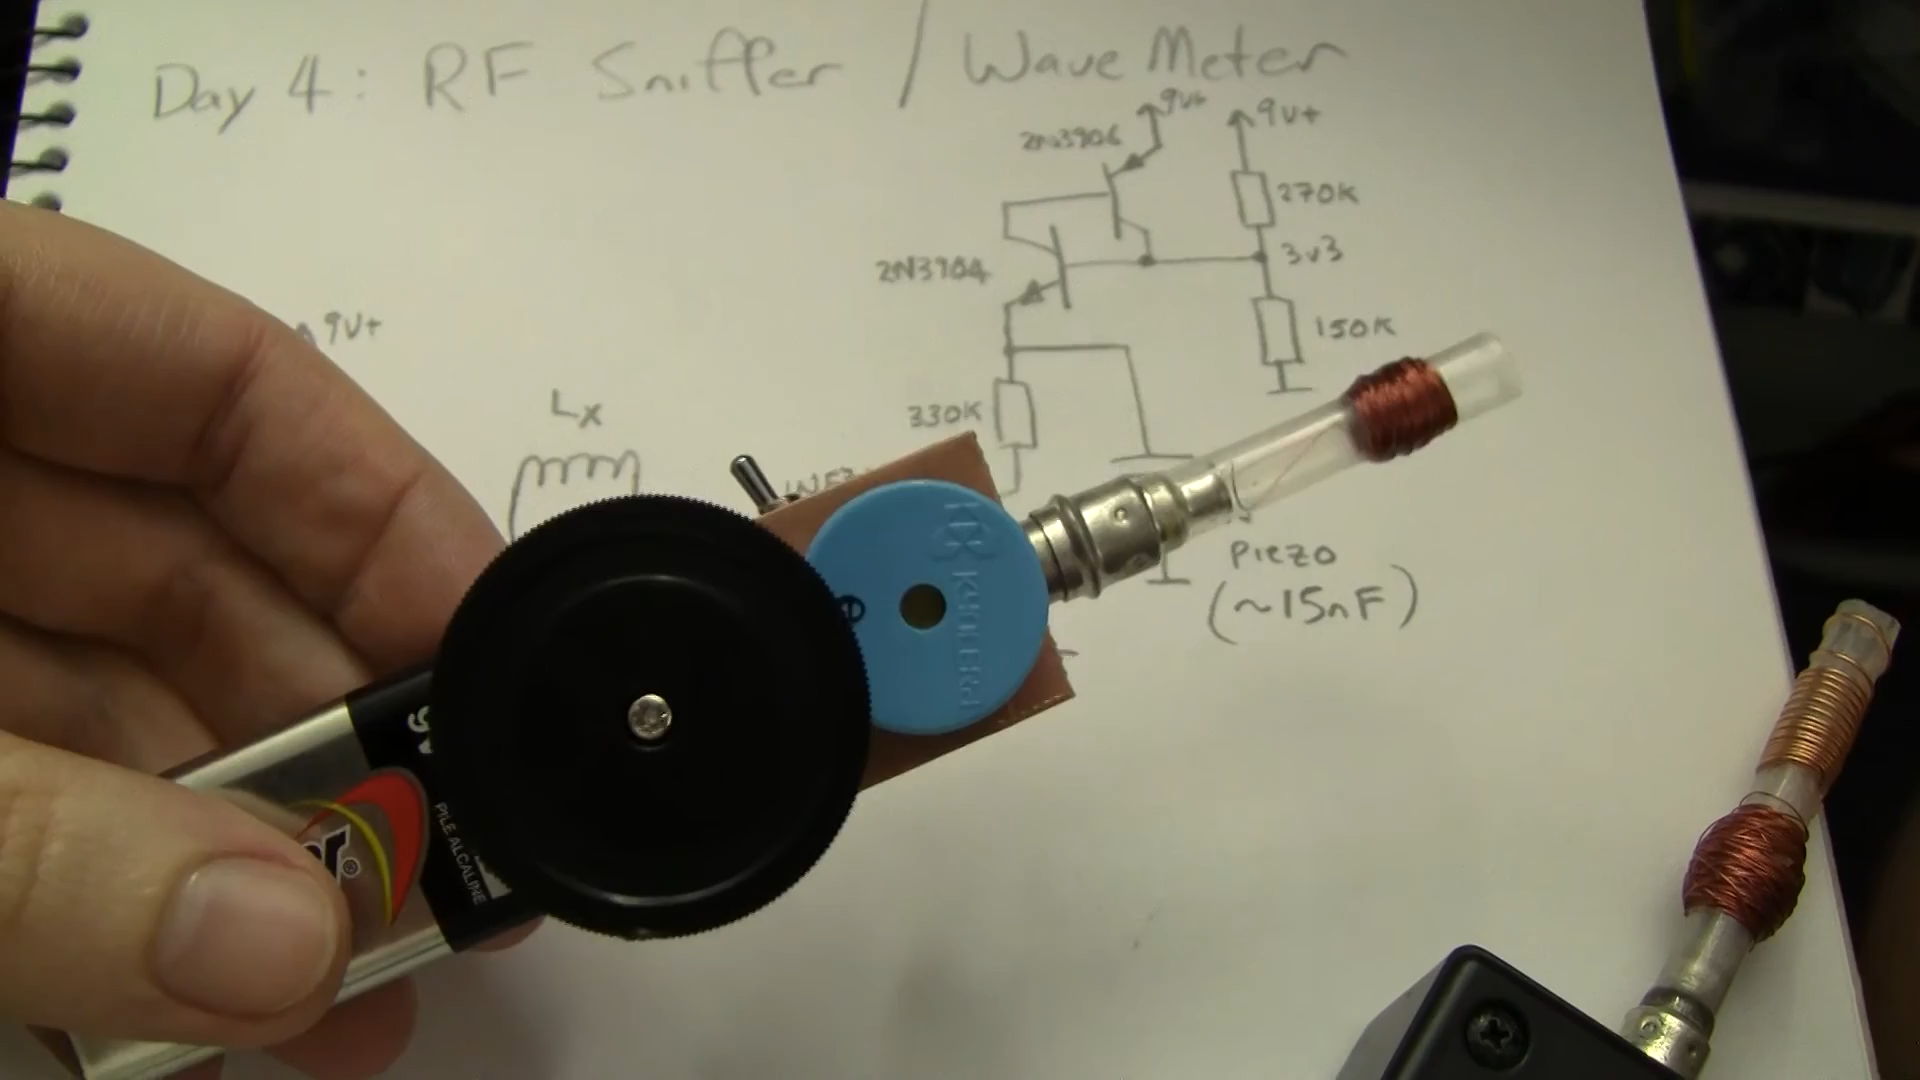 Day 4: RF Sniffer / Wave Meter
9V+
9V+
2N3906
270K
3v3
2N3904
150K
9V+
Lx
330K
Piezo
(~15nF)
KYOCERA
PILE ALCALINE